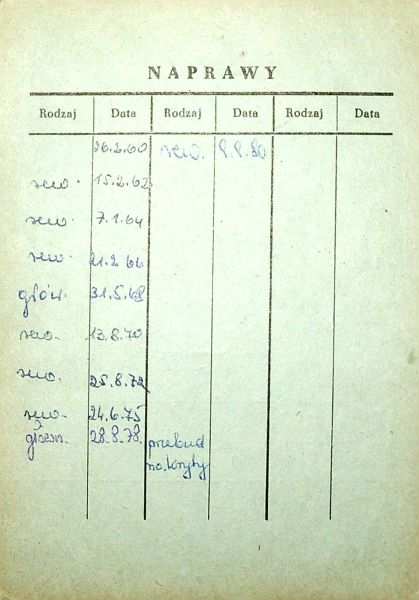 NAPRAWY
Rodzaj Data Rodzaj Data Rodzaj Data
26.2.60 rew. 8.8.80
rew. 15.2.62
rew. 7.1.64
rew. 21.2.66
głów. 31.5.68
rew. 13.8.70
rew. 25.8.72
rew. 24.6.75
28.8.78. przebud
na kryty